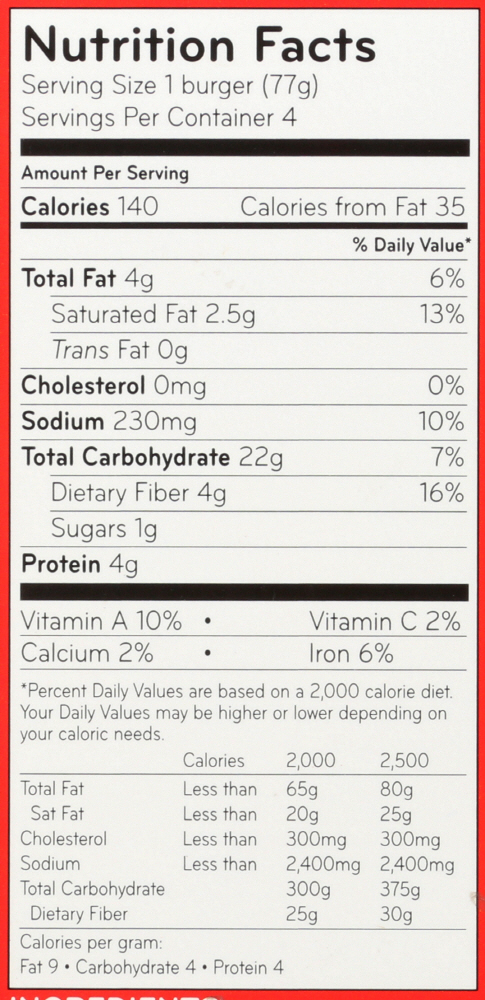 Nutrition Facts
Serving Size 1 burger (77g)
Servings Per Container 4
Amount Per Serving
Calories 140 Calories from Fat 35
% Daily Value*
Total Fat 4g 6%
Saturated Fat 2.5g 13%
Trans Fat 0g
Cholesterol 0mg 0%
Sodium 230mg 10%
Total Carbohydrate 22g 7%
Dietary Fiber 4g 16%
Sugars 1g
Protein 4g
Vitamin A 10% • Vitamin C 2%
Calcium 2% • Iron 6%
*Percent Daily Values are based on a 2,000 calorie diet.
Your Daily Values may be higher or lower depending on
your caloric needs.
Calories 2,000 2,500
Total Fat Less than 65g 80g
Sat Fat Less than 20g 25g
Cholesterol Less than 300mg 300mg
Sodium Less than 2,400mg 2,400mg
Total Carbohydrate 300g 375g
Dietary Fiber 25g 30g
Calories per gram:
Fat 9 • Carbohydrate 4 • Protein 4